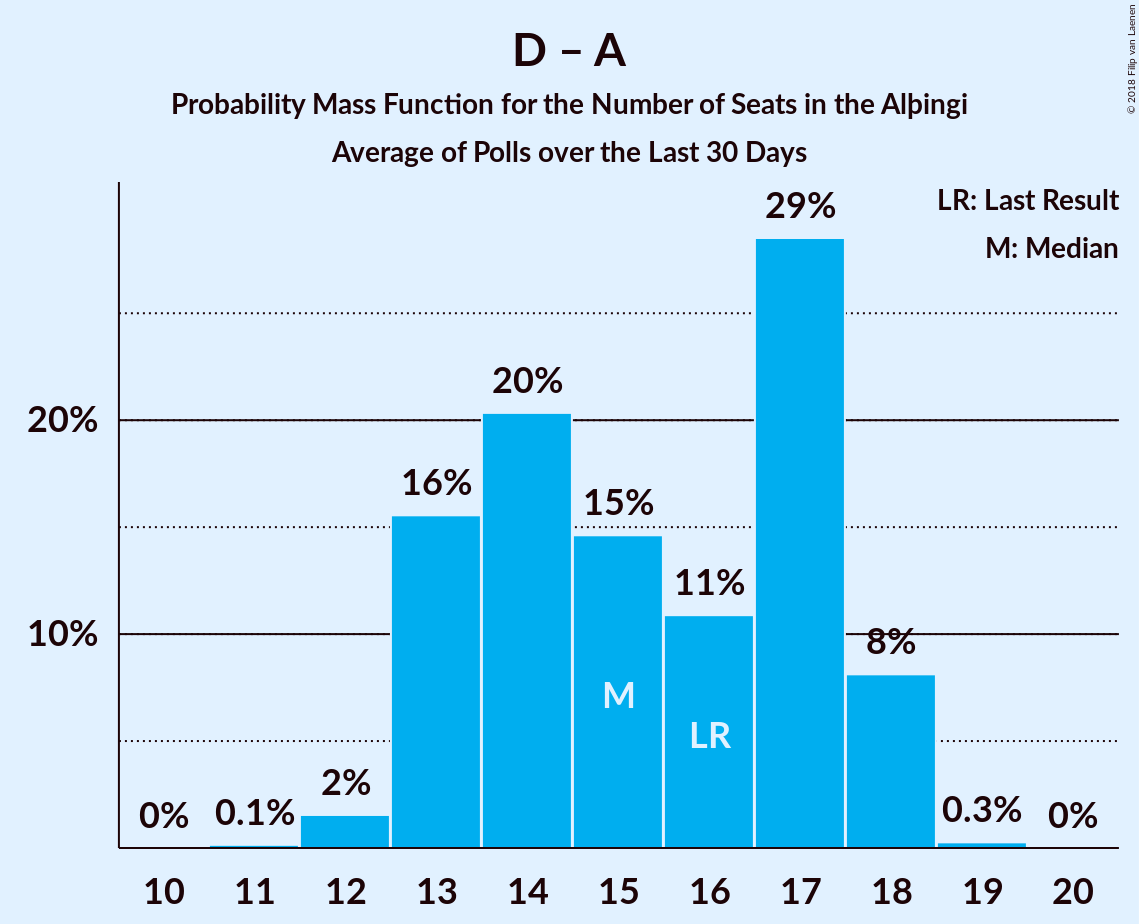 D – A
Probability Mass Function for the Number of Seats in the Alþingi
Average of Polls over the Last 30 Days
© 2018 Filip van Laenen
LR: Last Result
M: Median
29%
20%
20%
16%
15%
11%
10%
8%
M
LR
2%
0%
0.1%
0.3%
0%
10 11 12 13 14 15 16 17 18 19 20